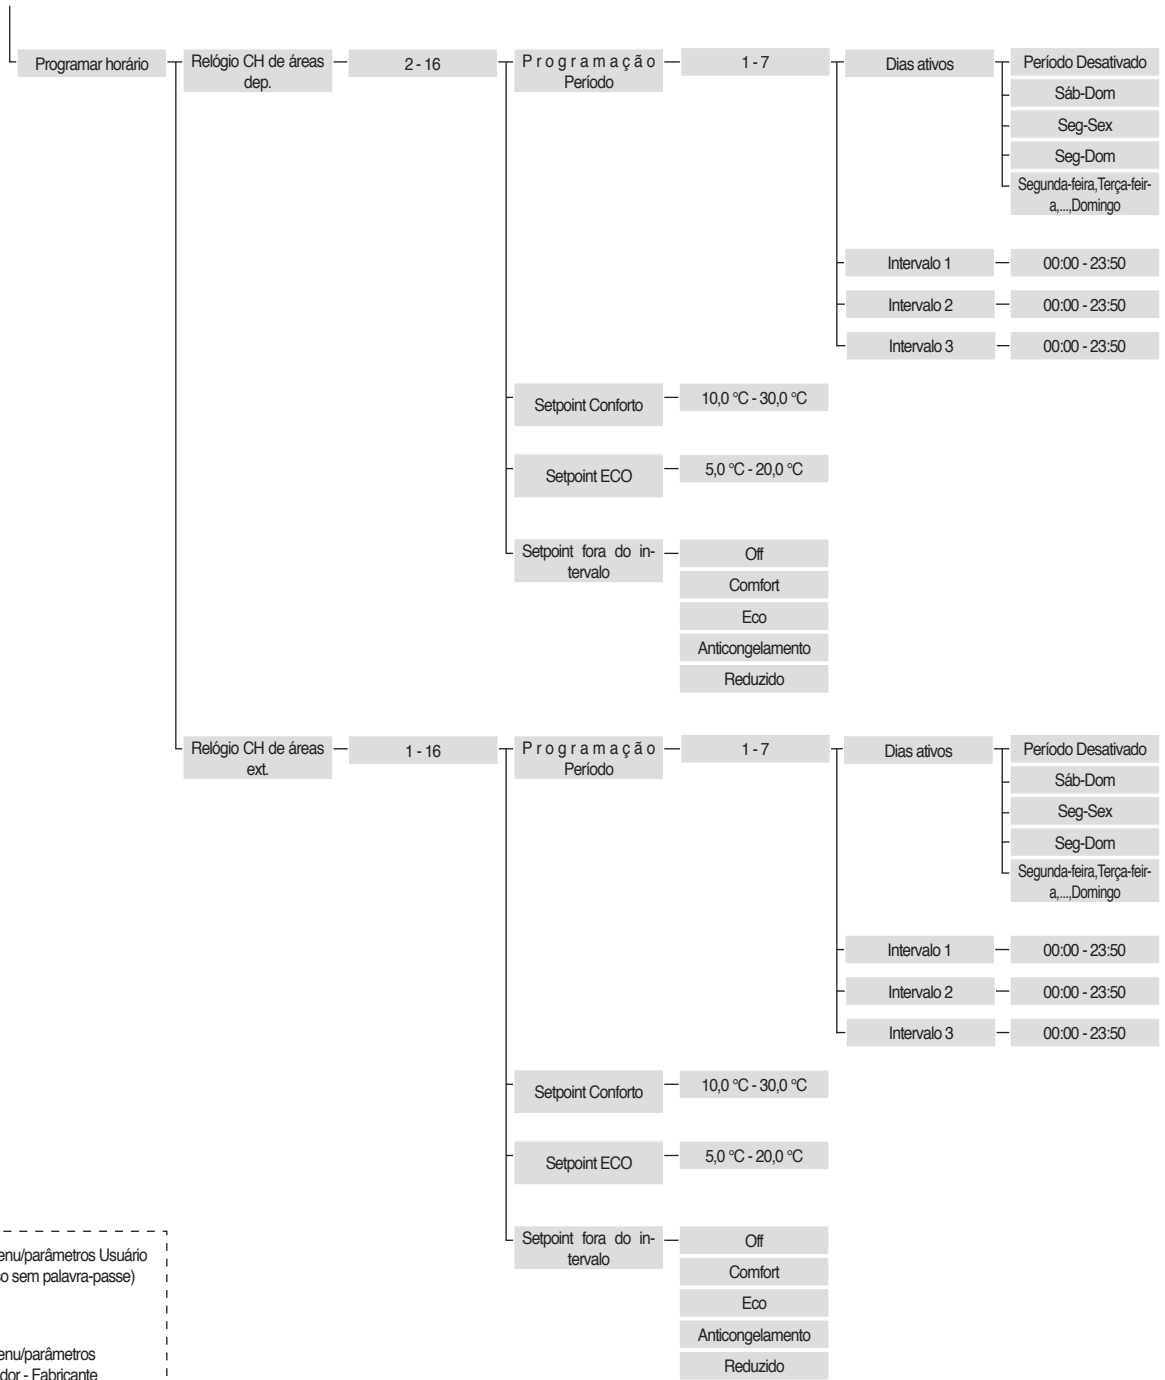 Programar horário
Relógio CH de áreas
dep.
2 - 16
Programação
Período
1 - 7
Dias ativos
Período Desativado
Sáb-Dom
Seg-Sex
Seg-Dom
Segunda-feira,Terça-feir-
a,...,Domingo
Intervalo 1
00:00 - 23:50
Intervalo 2
00:00 - 23:50
Intervalo 3
00:00 - 23:50
Setpoint Conforto
10,0 °C - 30,0 °C
Setpoint ECO
5,0 °C - 20,0 °C
Setpoint fora do in-
tervalo
Off
Comfort
Eco
Anticongelamento
Reduzido
Relógio CH de áreas
ext.
1 - 16
Programação
Período
1 - 7
Dias ativos
Período Desativado
Sáb-Dom
Seg-Sex
Seg-Dom
Segunda-feira,Terça-feir-
a,...,Domingo
Intervalo 1
00:00 - 23:50
Intervalo 2
00:00 - 23:50
Intervalo 3
00:00 - 23:50
Setpoint Conforto
10,0 °C - 30,0 °C
Setpoint ECO
5,0 °C - 20,0 °C
Setpoint fora do in-
tervalo
Off
Comfort
Eco
Anticongelamento
Reduzido
enu/parâmetros Usuário
o sem palavra-passe)
enu/parâmetros
dor - Fabricante